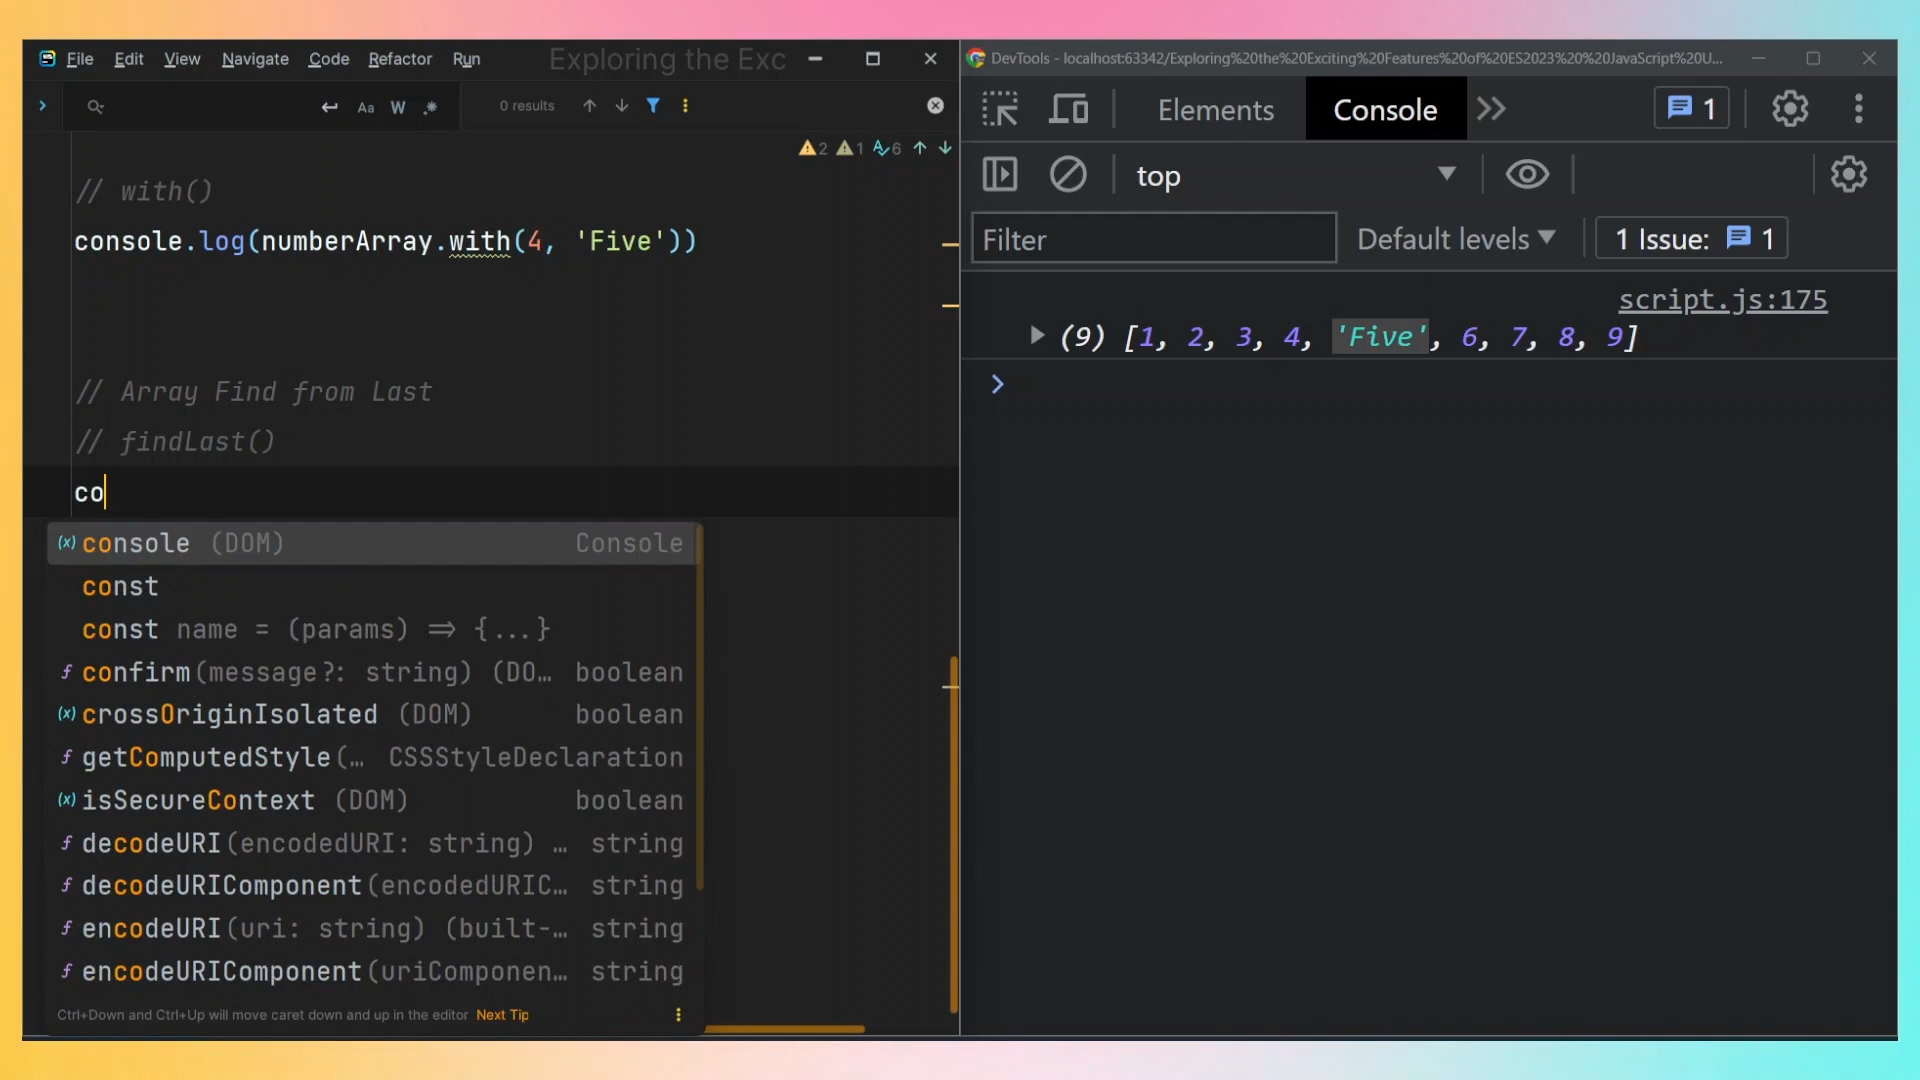 File Edit View Navigate Code Refactor Run Exploring the Exc
Aa W .* 0 results
2 1 6
// with()
console.log(numberArray.with(4, 'Five'))
// Array Find from Last
// findLast()
co
(x) console (DOM) Console
const
const name = (params) ⇒ {...}
f confirm(message?: string) (DO… boolean
(x) crossOriginIsolated (DOM) boolean
f getComputedStyle(… CSSStyleDeclaration
(x) isSecureContext (DOM) boolean
f decodeURI(encodedURI: string) … string
f decodeURIComponent(encodedURIC… string
f encodeURI(uri: string) (built-… string
f encodeURIComponent(uriComponen… string
Ctrl+Down and Ctrl+Up will move caret down and up in the editor Next Tip
DevTools - localhost:63342/Exploring%20the%20Exciting%20Features%20of%20ES2023%20%20JavaScript%20U...
Elements Console 1
top
Filter Default levels 1 Issue: 1
script.js:175
(9) [1, 2, 3, 4, 'Five', 6, 7, 8, 9]